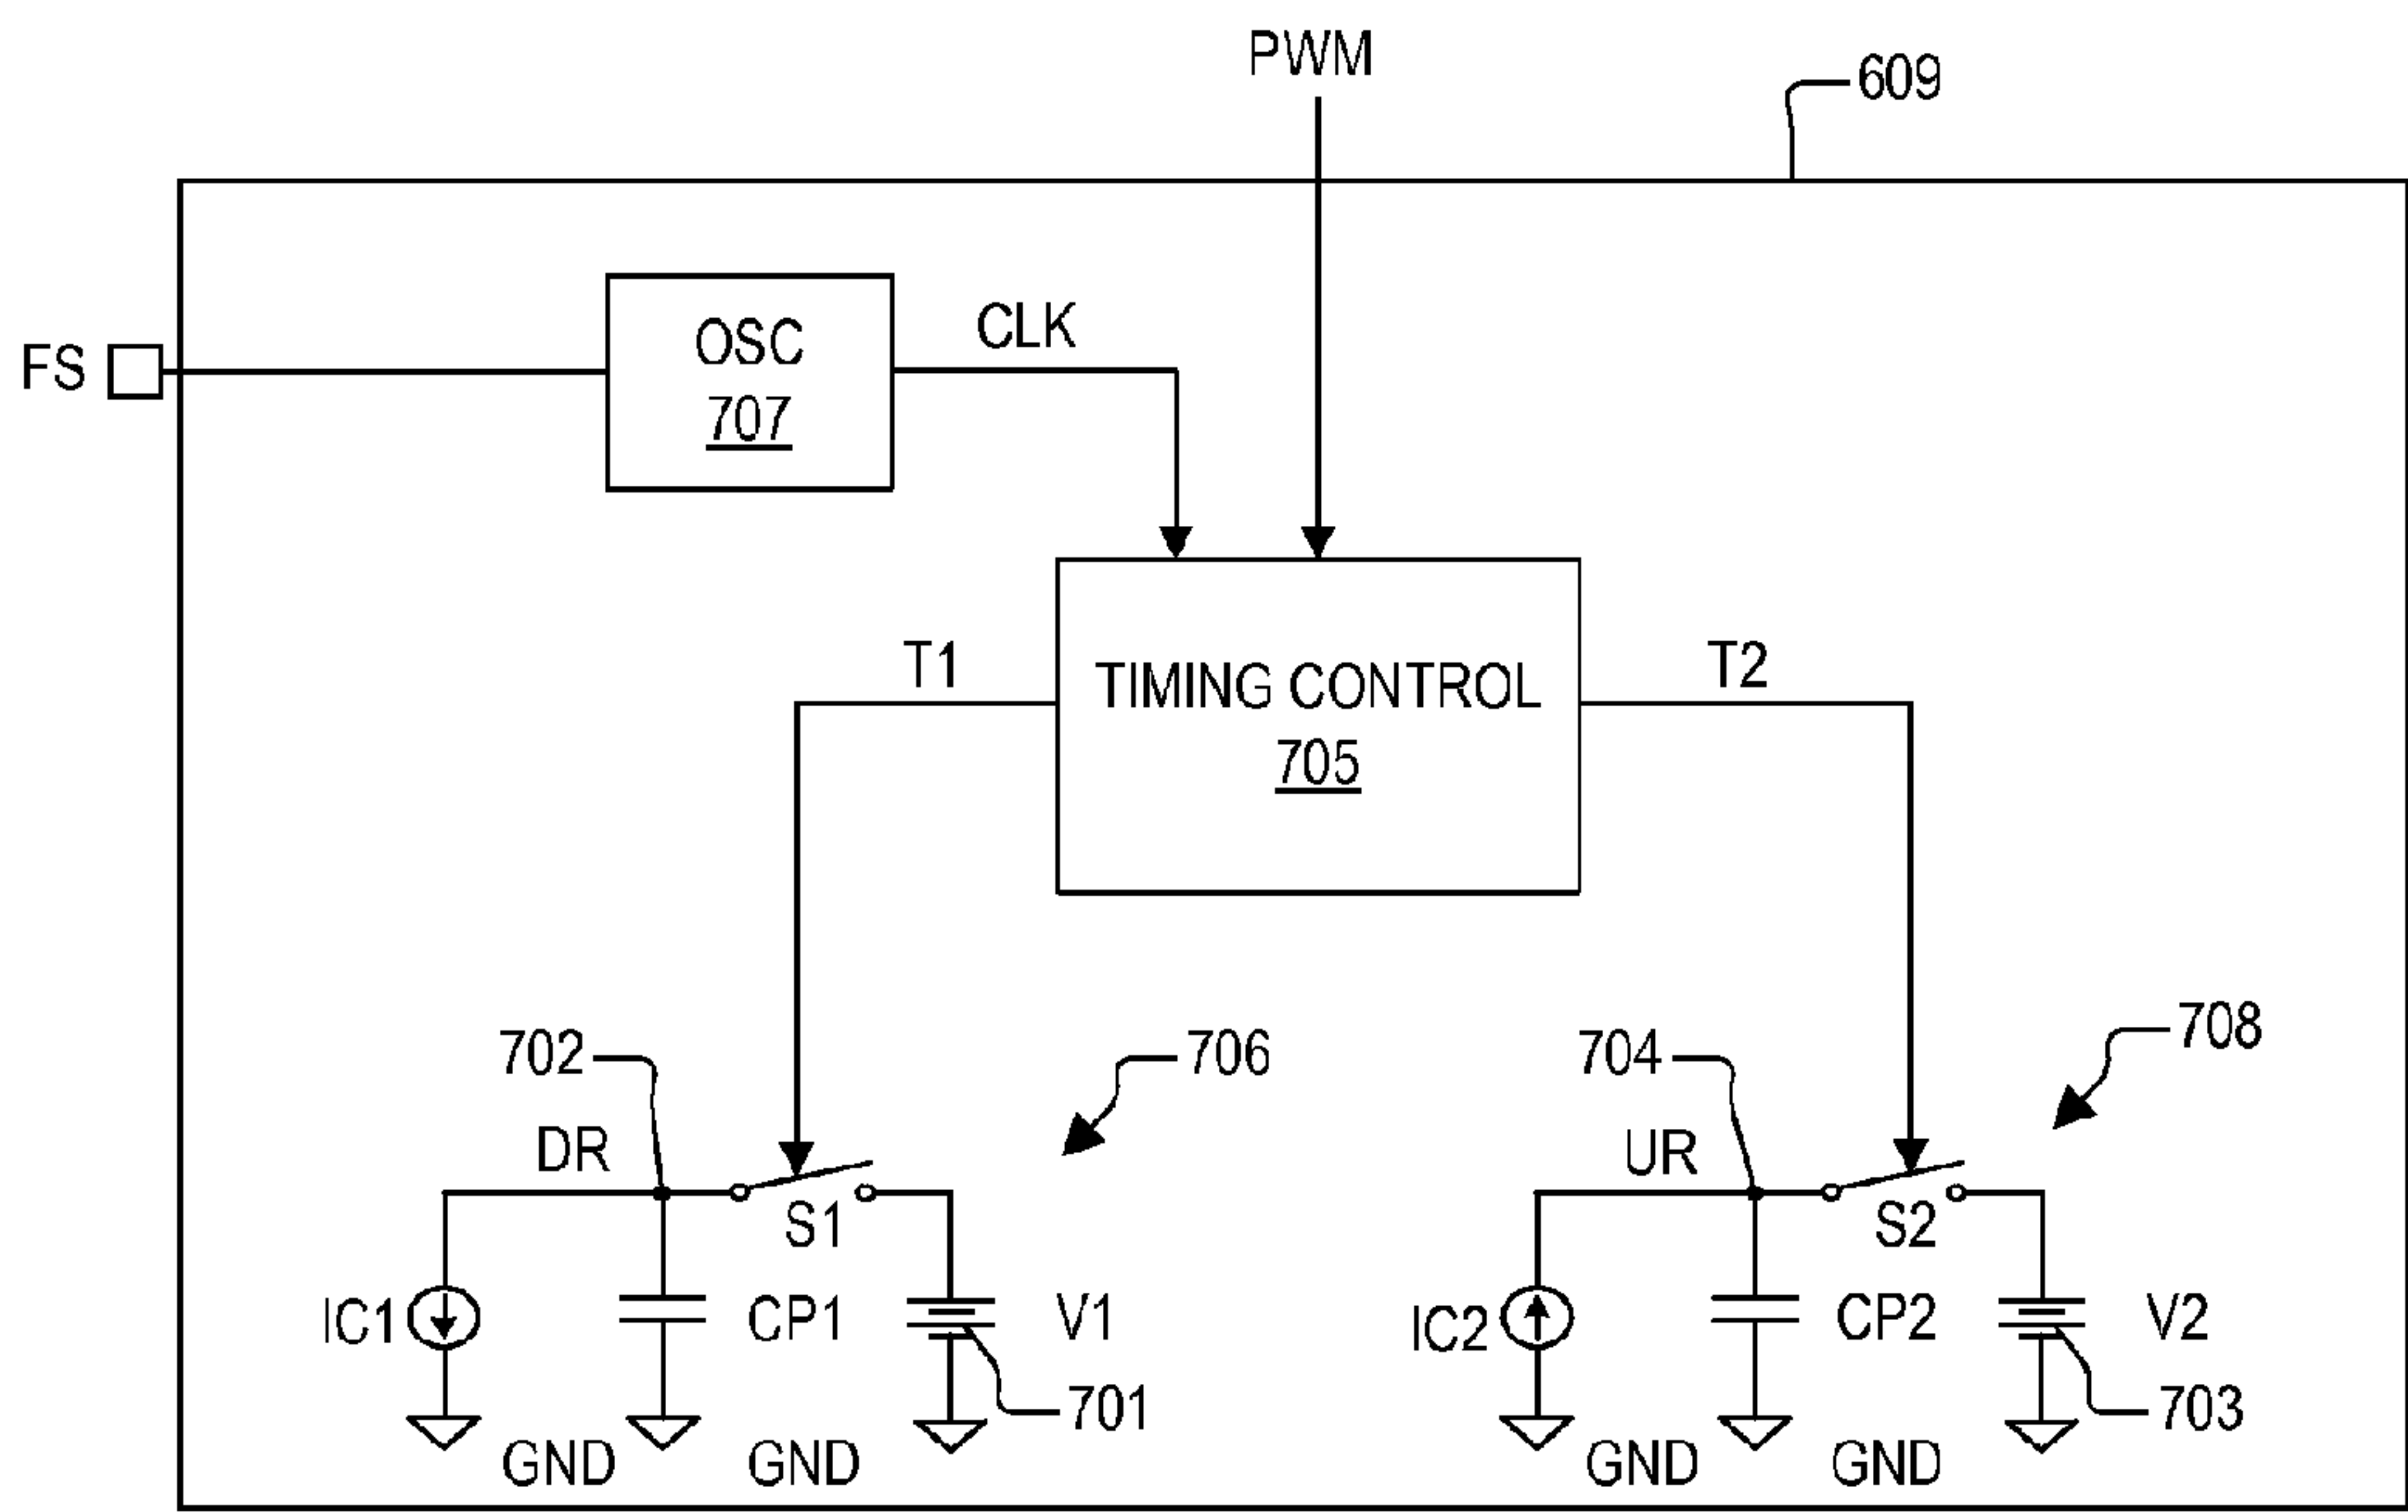 PWM
609
FS
OSC
707
CLK
T1
TIMING CONTROL
705
T2
702
706
704
708
DR
S1
UR
S2
IC1
CP1
V1
IC2
CP2
V2
701
703
GND
GND
GND
GND